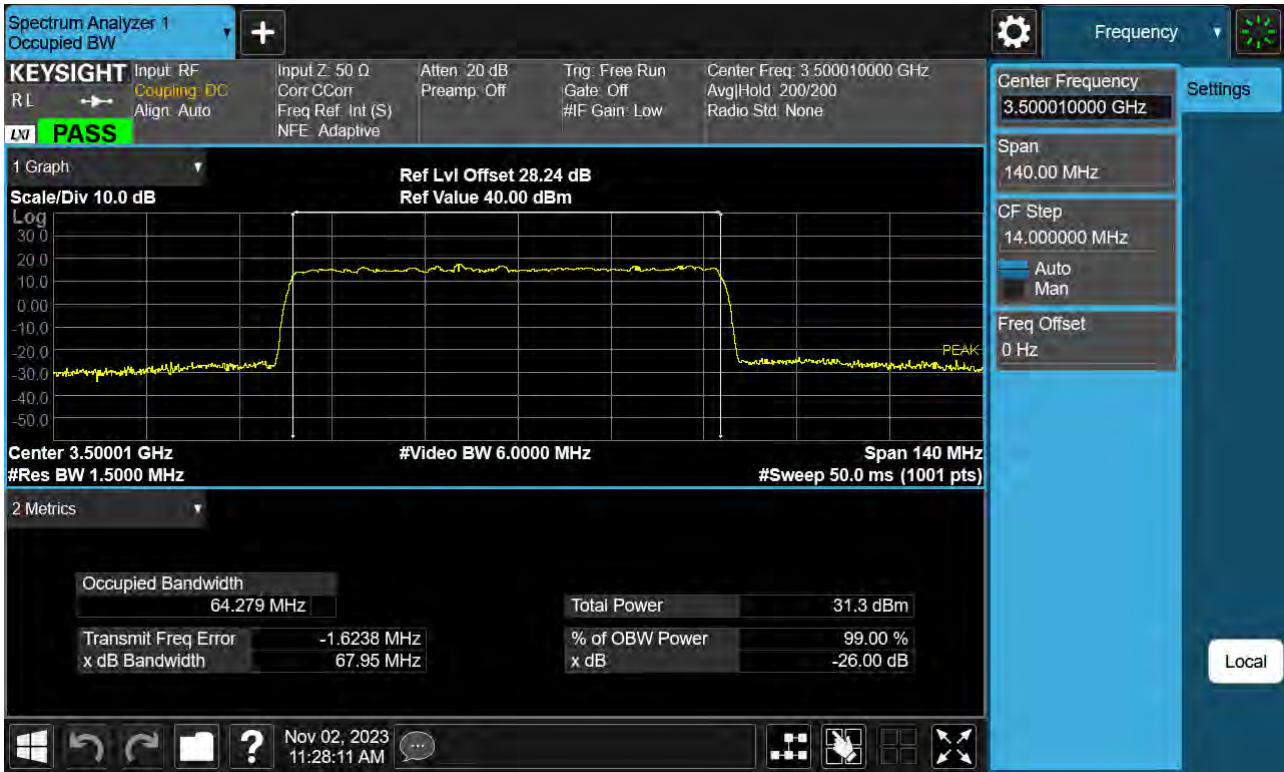 Spectrum Analyzer 1
Occupied BW
+
Frequency
KEYSIGHT
RL
LXI PASS
Input: RF
Coupling: DC
Align: Auto
Input Z: 50 Ω
Corr CCorr
Freq Ref: Int (S)
NFE: Adaptive
Atten: 20 dB
Preamp: Off
Trig: Free Run
Gate: Off
#IF Gain: Low
Center Freq: 3.500010000 GHz
Avg|Hold: 200/200
Radio Std: None
Center Frequency
3.500010000 GHz
Settings
Span
140.00 MHz
CF Step
14.000000 MHz
Auto
Man
Freq Offset
0 Hz
1 Graph
Scale/Div 10.0 dB
Ref Lvl Offset 28.24 dB
Ref Value 40.00 dBm
Log
30.0
20.0
10.0
0.00
-10.0
-20.0
-30.0
-40.0
-50.0
PEAK
Center 3.50001 GHz
#Res BW 1.5000 MHz
#Video BW 6.0000 MHz
Span 140 MHz
#Sweep 50.0 ms (1001 pts)
2 Metrics
Occupied Bandwidth
64.279 MHz
Transmit Freq Error -1.6238 MHz
x dB Bandwidth 67.95 MHz
Total Power 31.3 dBm
% of OBW Power 99.00 %
x dB -26.00 dB
Local
?
Nov 02, 2023
11:28:11 AM